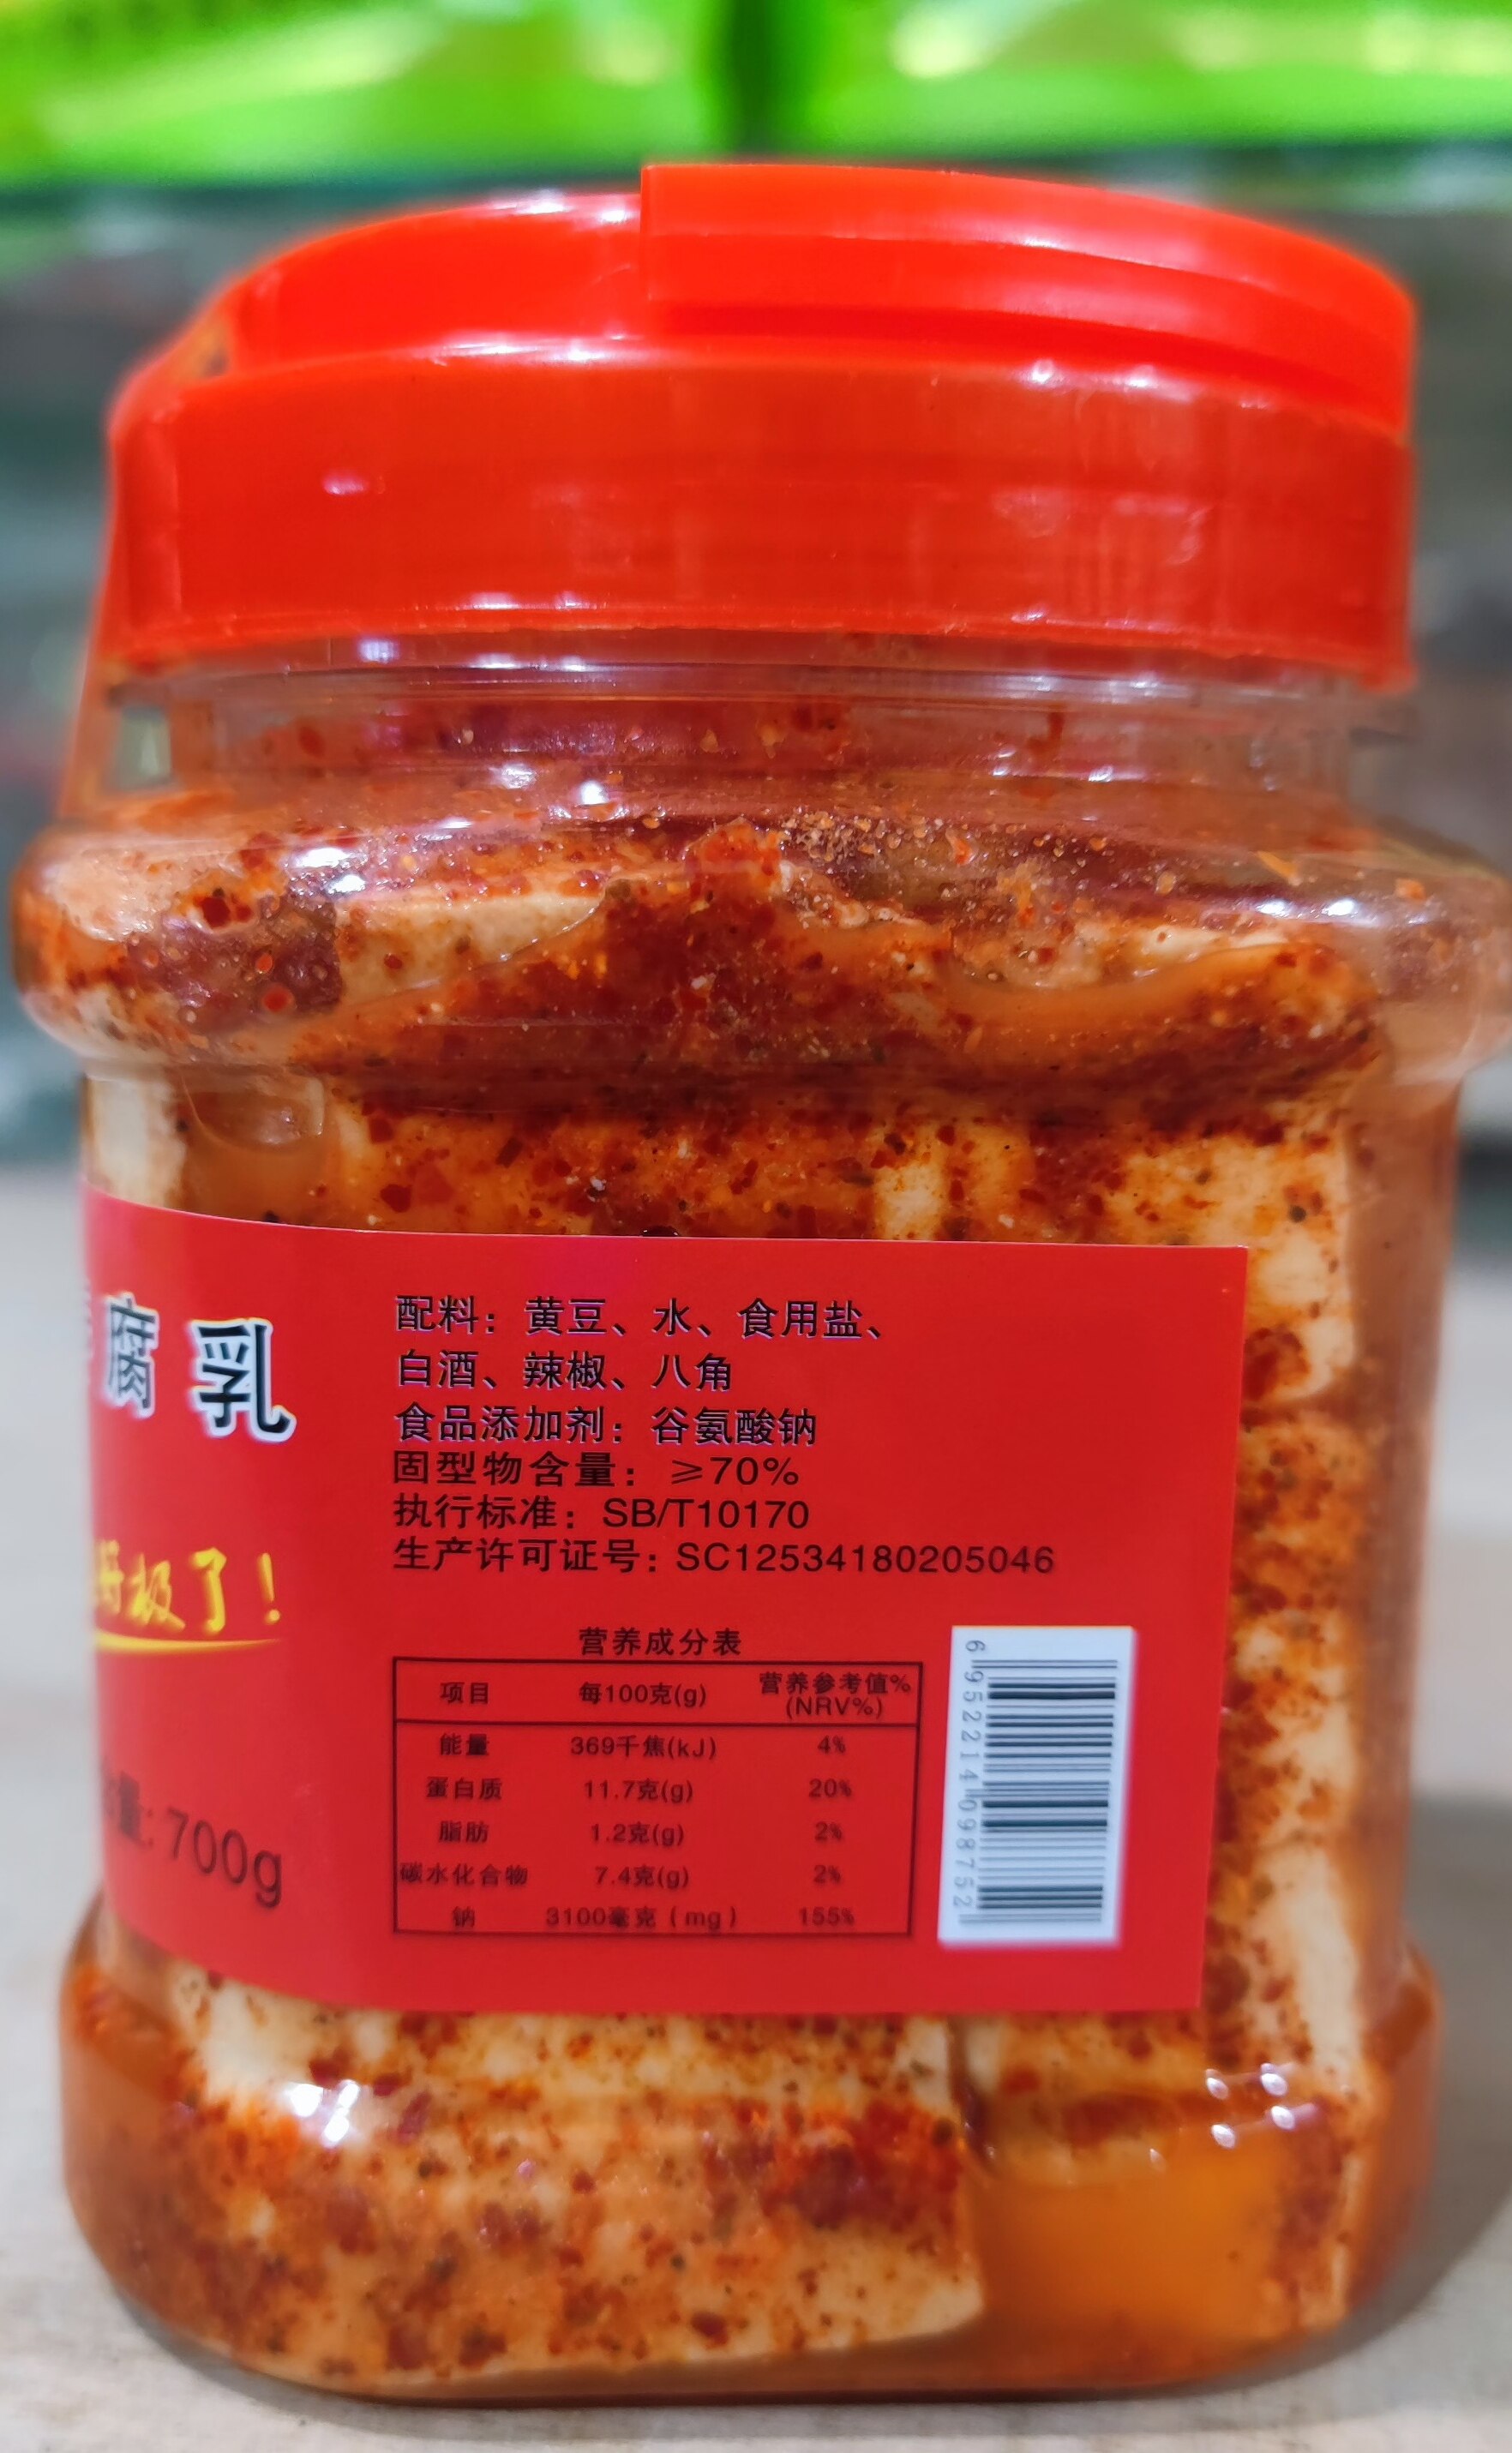 腐乳
好极了！
量: 700g
配料：黄豆、水、食用盐、
白酒、辣椒、八角
食品添加剂：谷氨酸钠
固型物含量：≥70%
执行标准：SB/T10170
生产许可证号：SC12534180205046
营养成分表
项目 每100克(g) 营养参考值%
(NRV%)
能量 369千焦(kJ) 4%
蛋白质 11.7克(g) 20%
脂肪 1.2克(g) 2%
碳水化合物 7.4克(g) 2%
钠 3100毫克（mg） 155%
6952214098752